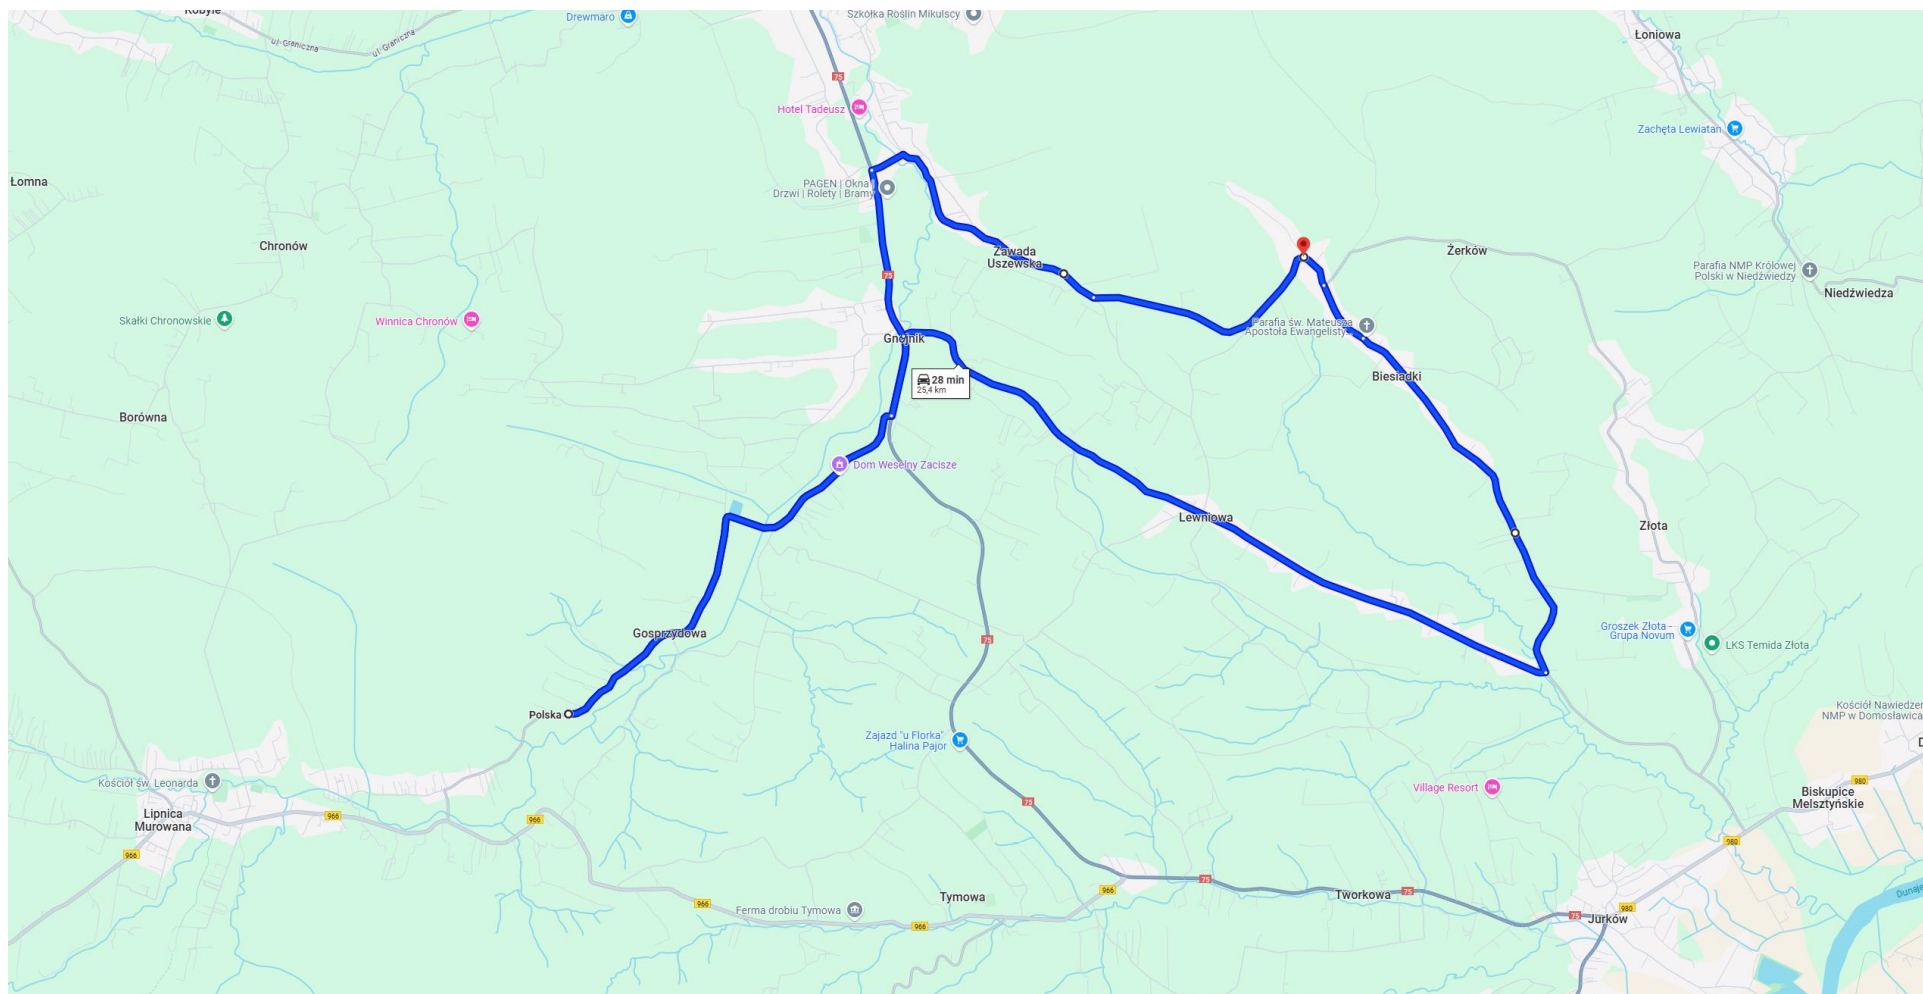 Kobyle
Drewmaro
Szkółka Roślin Mikulscy
Łoniowa
ul. Graniczna
ul. Graniczna
75
Hotel Tadeusz
Zachęta Lewiatan
Łomna
PAGEN | Okna |
Drzwi | Rolety | Bramy
Chronów
Zawada
Uszewska
Żerków
Parafia NMP Królowej
Polski w Niedźwiedzy
Niedźwiedza
75
Skałki Chronowskie
Winnica Chronów
Gnojnik
Parafia św. Mateusza
Apostoła Ewangelisty
Biesiadki
28 min
25,4 km
Borówna
Dom Weselny Zacisze
Lewniowa
Złota
Gosprzydowa
75
Groszek Złota -
Grupa Novum
LKS Temida Złota
Polska
Kościół Nawiedzen
NMP w Domosławica
D
Zajazd "u Florka"
Halina Pajor
Kościół św. Leonarda
Village Resort
980
Biskupice
Melsztyńskie
Lipnica
Murowana
966
966
75
980
966
75
966
Tymowa
Tworkowa
75
966
Ferma drobiu Tymowa
966
980
75
Jurków
Dunaje